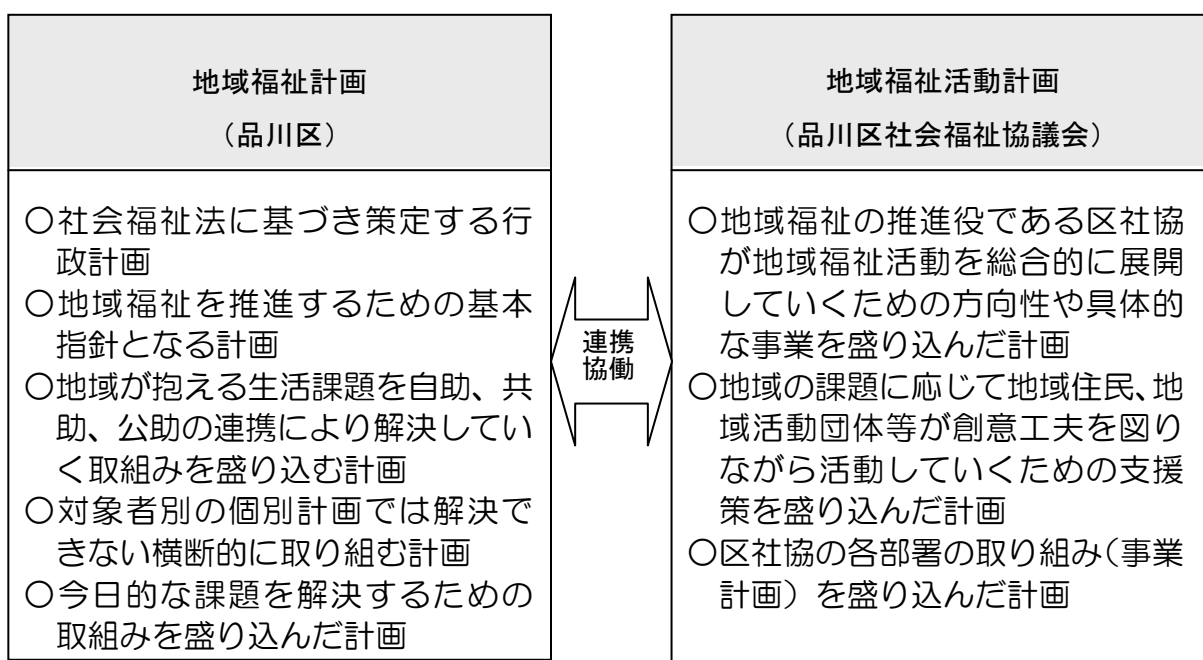 地域福祉計画
（品川区）
○社会福祉法に基づき策定する行
政計画
○地域福祉を推進するための基本
指針となる計画
○地域が抱える生活課題を自助、共
助、公助の連携により解決してい
く取組みを盛り込む計画
○対象者別の個別計画では解決で
きない横断的に取り組む計画
○今日的な課題を解決するための
取組みを盛り込んだ計画
連携
協働
地域福祉活動計画
（品川区社会福祉協議会）
○地域福祉の推進役である区社協
が地域福祉活動を総合的に展開
していくための方向性や具体的
な事業を盛り込んだ計画
○地域の課題に応じて地域住民、地
域活動団体等が創意工夫を図り
ながら活動していくための支援
策を盛り込んだ計画
○区社協の各部署の取り組み（事業
計画）を盛り込んだ計画